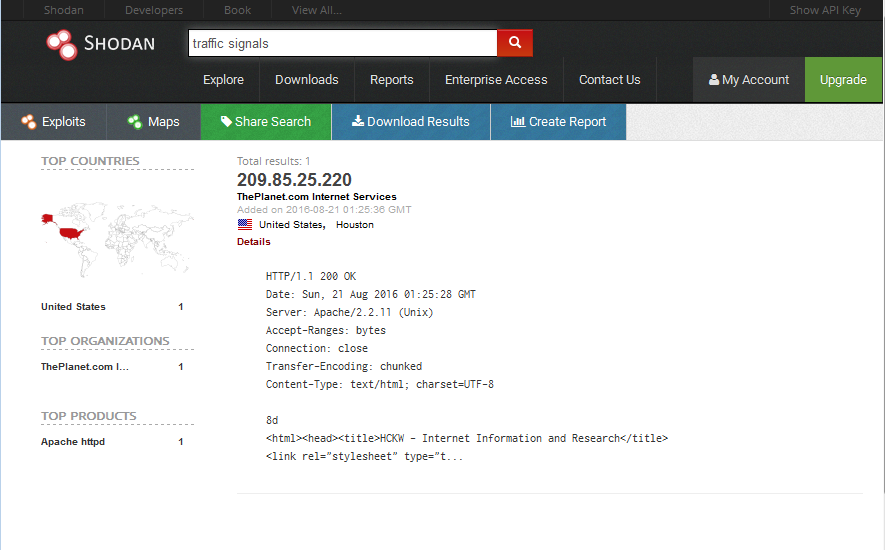 Shodan Developers Book View All... Show API Key
SHODAN traffic signals
Explore Downloads Reports Enterprise Access Contact Us My Account Upgrade
Exploits Maps Share Search Download Results Create Report
TOP COUNTRIES
United States 1
TOP ORGANIZATIONS
ThePlanet.com I... 1
TOP PRODUCTS
Apache httpd 1
Total results: 1
209.85.25.220
ThePlanet.com Internet Services
Added on 2016-08-21 01:25:36 GMT
United States, Houston
Details
HTTP/1.1 200 OK
Date: Sun, 21 Aug 2016 01:25:28 GMT
Server: Apache/2.2.11 (Unix)
Accept-Ranges: bytes
Connection: close
Transfer-Encoding: chunked
Content-Type: text/html; charset=UTF-8
8d
<html><head><title>HCKW - Internet Information and Research</title>
<link rel="stylesheet" type="t...